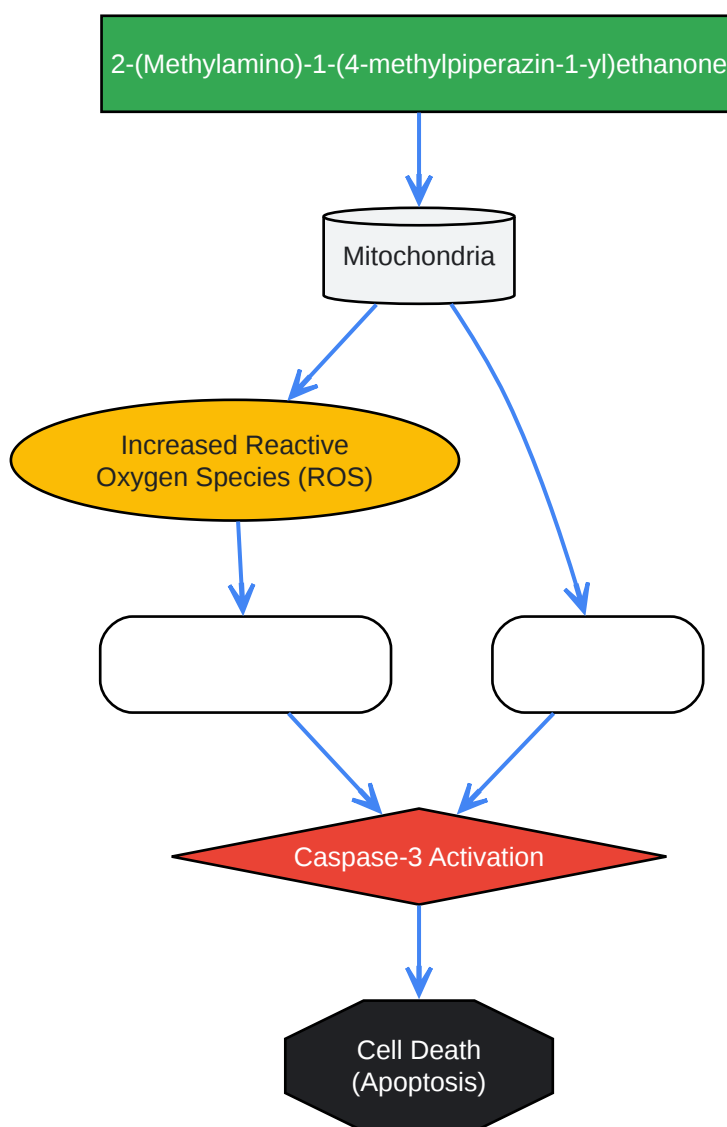 2-(Methylamino)-1-(4-methylpiperazin-1-yl)ethanone
Mitochondria
Increased Reactive
Oxygen Species (ROS)
Caspase-3 Activation
Cell Death
(Apoptosis)